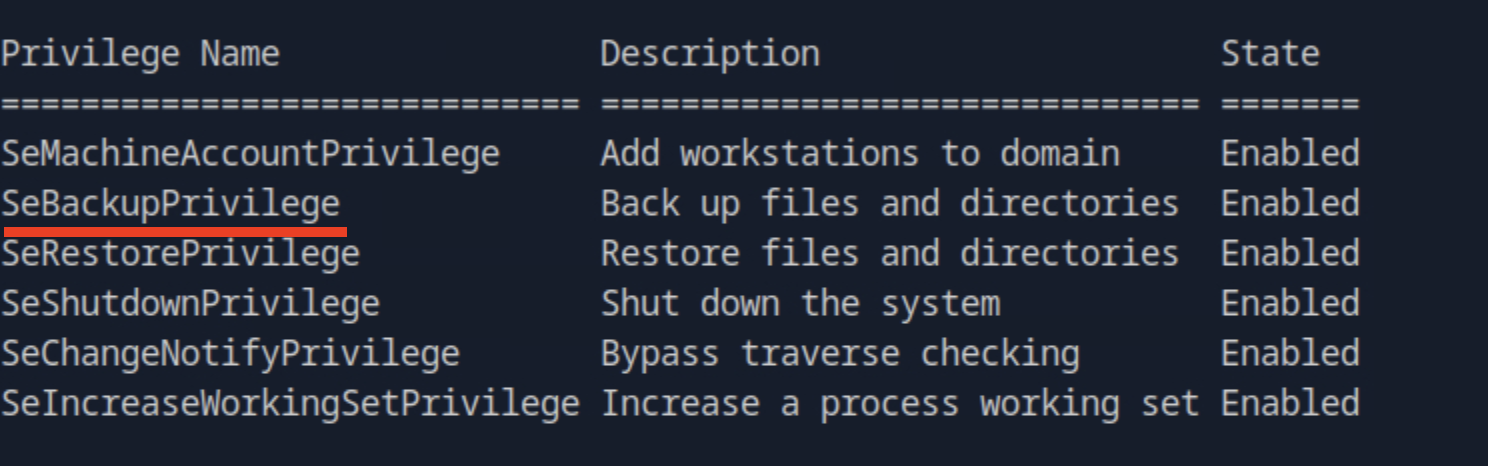 Privilege Name                Description                    State
============================= ============================== =======
SeMachineAccountPrivilege     Add workstations to domain     Enabled
SeBackupPrivilege             Back up files and directories  Enabled
SeRestorePrivilege            Restore files and directories  Enabled
SeShutdownPrivilege           Shut down the system           Enabled
SeChangeNotifyPrivilege       Bypass traverse checking       Enabled
SeIncreaseWorkingSetPrivilege Increase a process working set Enabled